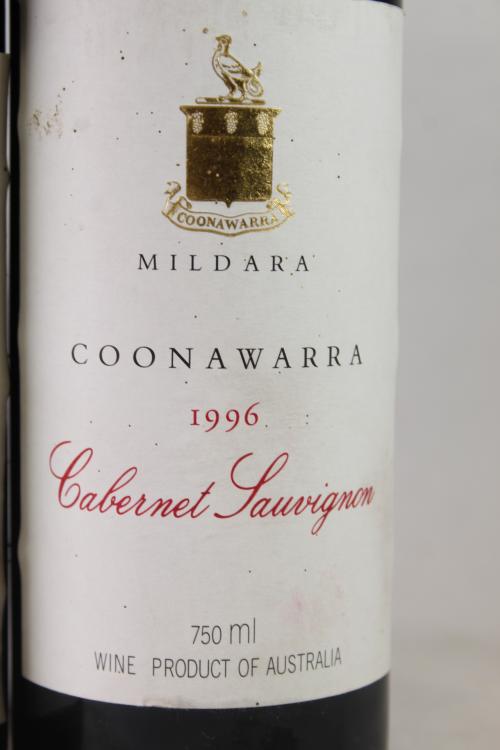 COONAWARRA
MILDARA
COONAWARRA
1996
Cabernet Sauvignon
750 ml
WINE PRODUCT OF AUSTRALIA